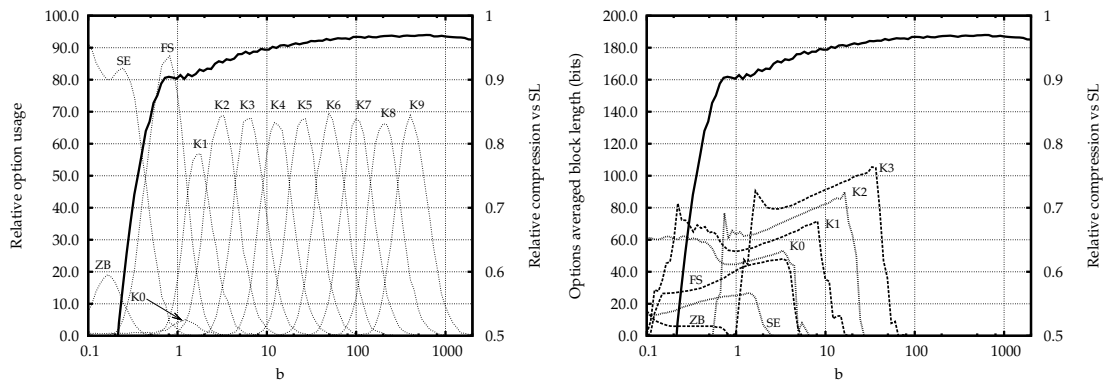 100.0
90.0
80.0
70.0
60.0
50.0
40.0
30.0
20.0
10.0
0.0
Relative option usage
0.1
1
10
100
1000
b
1
0.9
0.8
0.7
0.6
0.5
Relative compression vs SL
SE
FS
K1
K2
K3
K4
K5
K6
K7
K8
K9
ZB
K0
200.0
180.0
160.0
140.0
120.0
100.0
80.0
60.0
40.0
20.0
0.0
Options averaged block length (bits)
0.1
1
10
100
1000
b
1
0.9
0.8
0.7
0.6
0.5
Relative compression vs SL
K3
K2
K1
K0
FS
ZB
SE